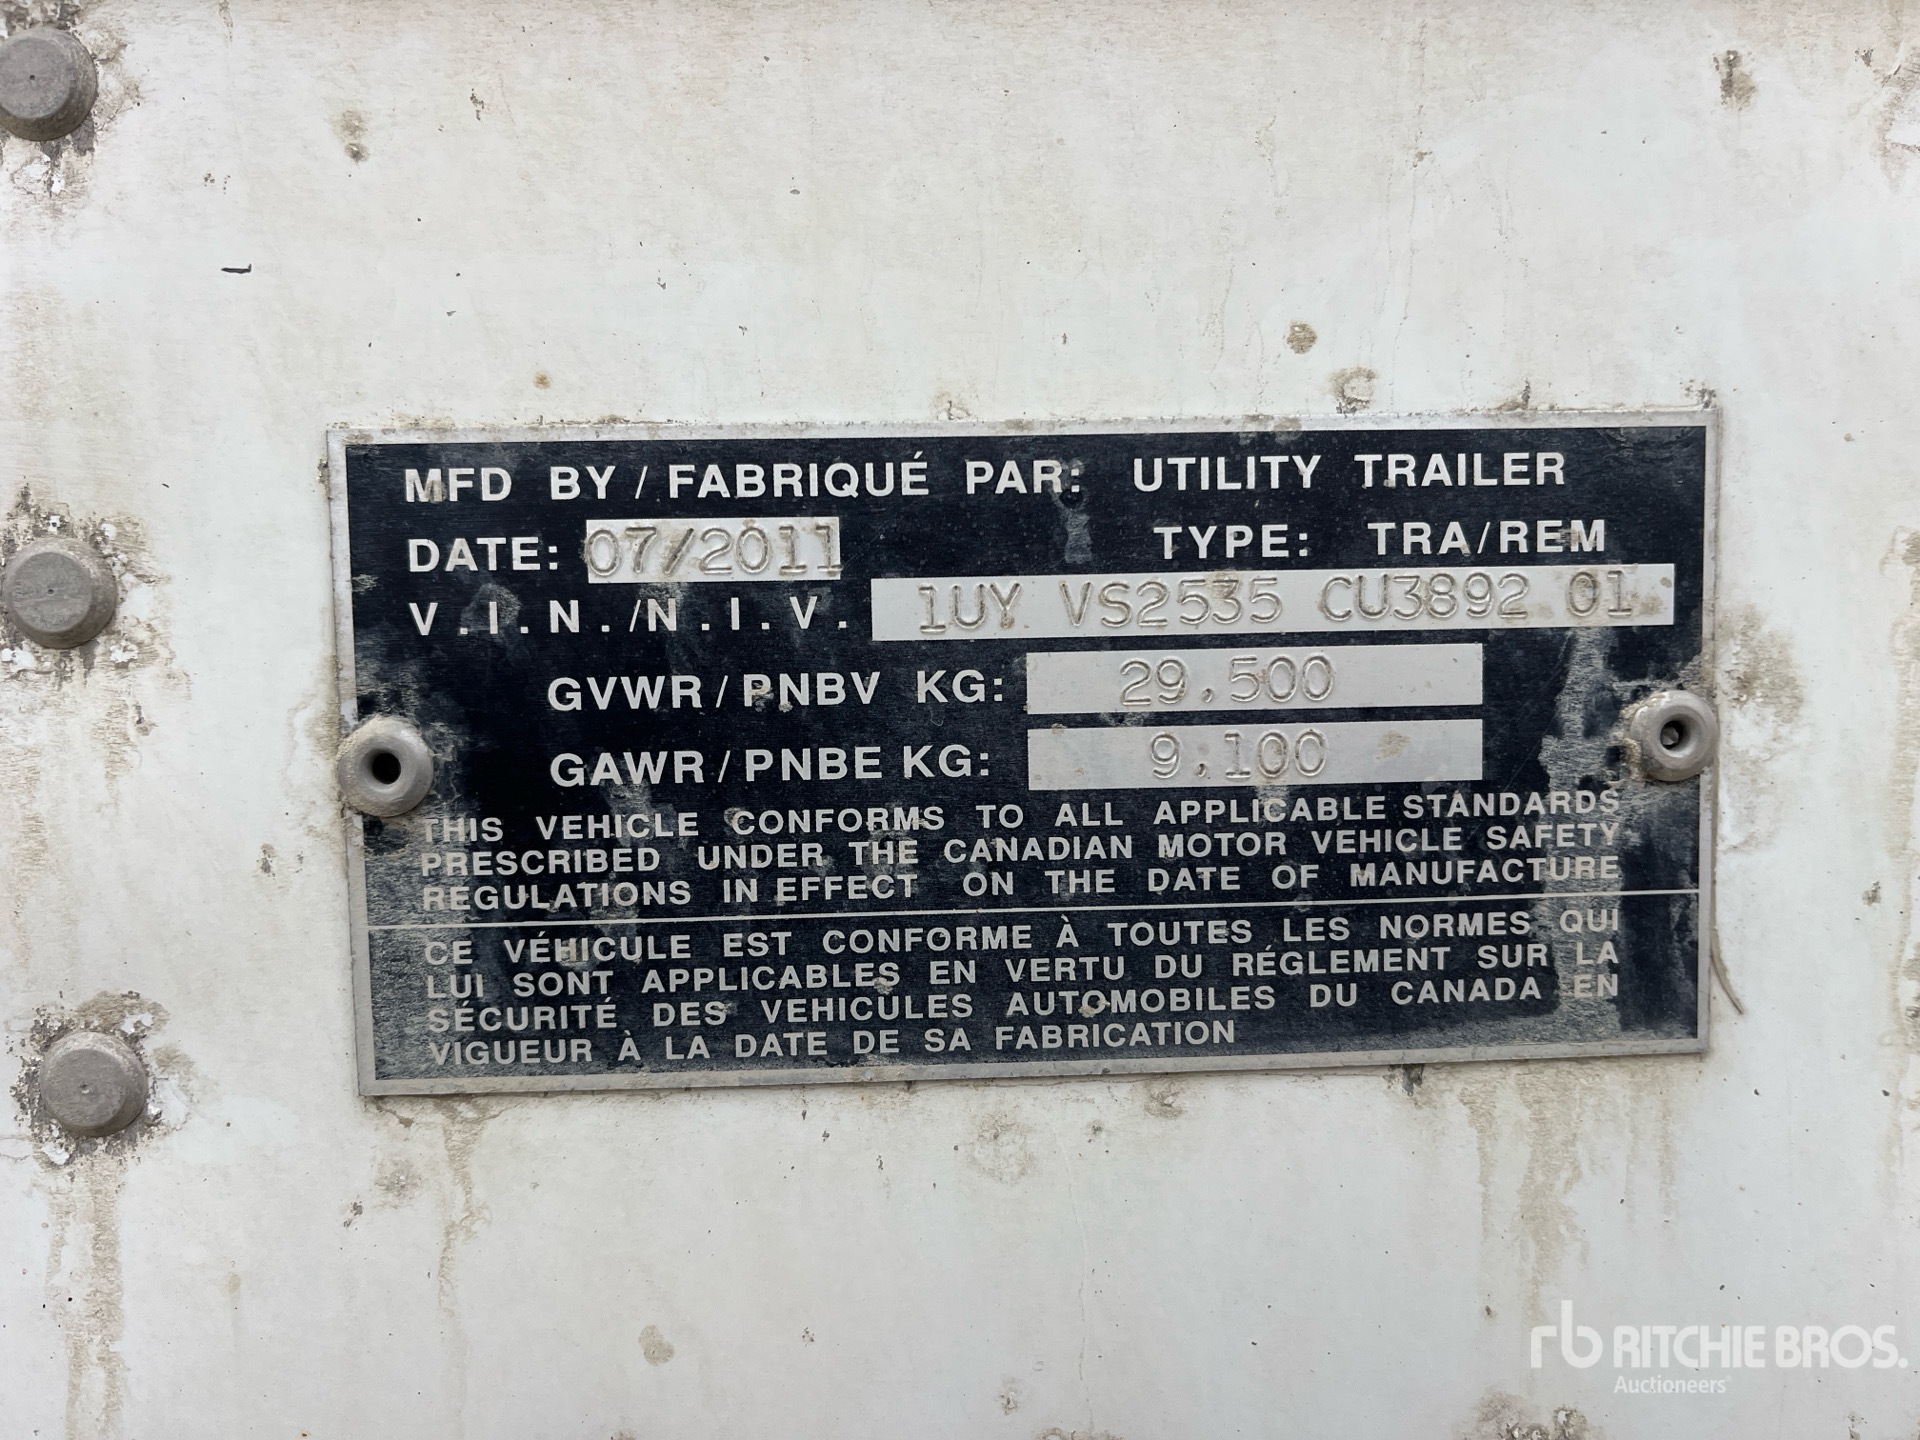 MFD BY / FABRIQUÉ PAR: UTILITY TRAILER
DATE: 07/2011 TYPE: TRA/REM
V.I.N./N.I.V. 1UY VS2535 CU3892 01
GVWR/PNBV KG: 29,500
GAWR/PNBE KG: 9,100
THIS VEHICLE CONFORMS TO ALL APPLICABLE STANDARDS
PRESCRIBED UNDER THE CANADIAN MOTOR VEHICLE SAFETY
REGULATIONS IN EFFECT ON THE DATE OF MANUFACTURE
CE VÉHICULE EST CONFORME À TOUTES LES NORMES QUI
LUI SONT APPLICABLES EN VERTU DU RÉGLEMENT SUR LA
SÉCURITÉ DES VEHICULES AUTOMOBILES DU CANADA EN
VIGUEUR À LA DATE DE SA FABRICATION
rb RITCHIE BROS.
Auctioneers